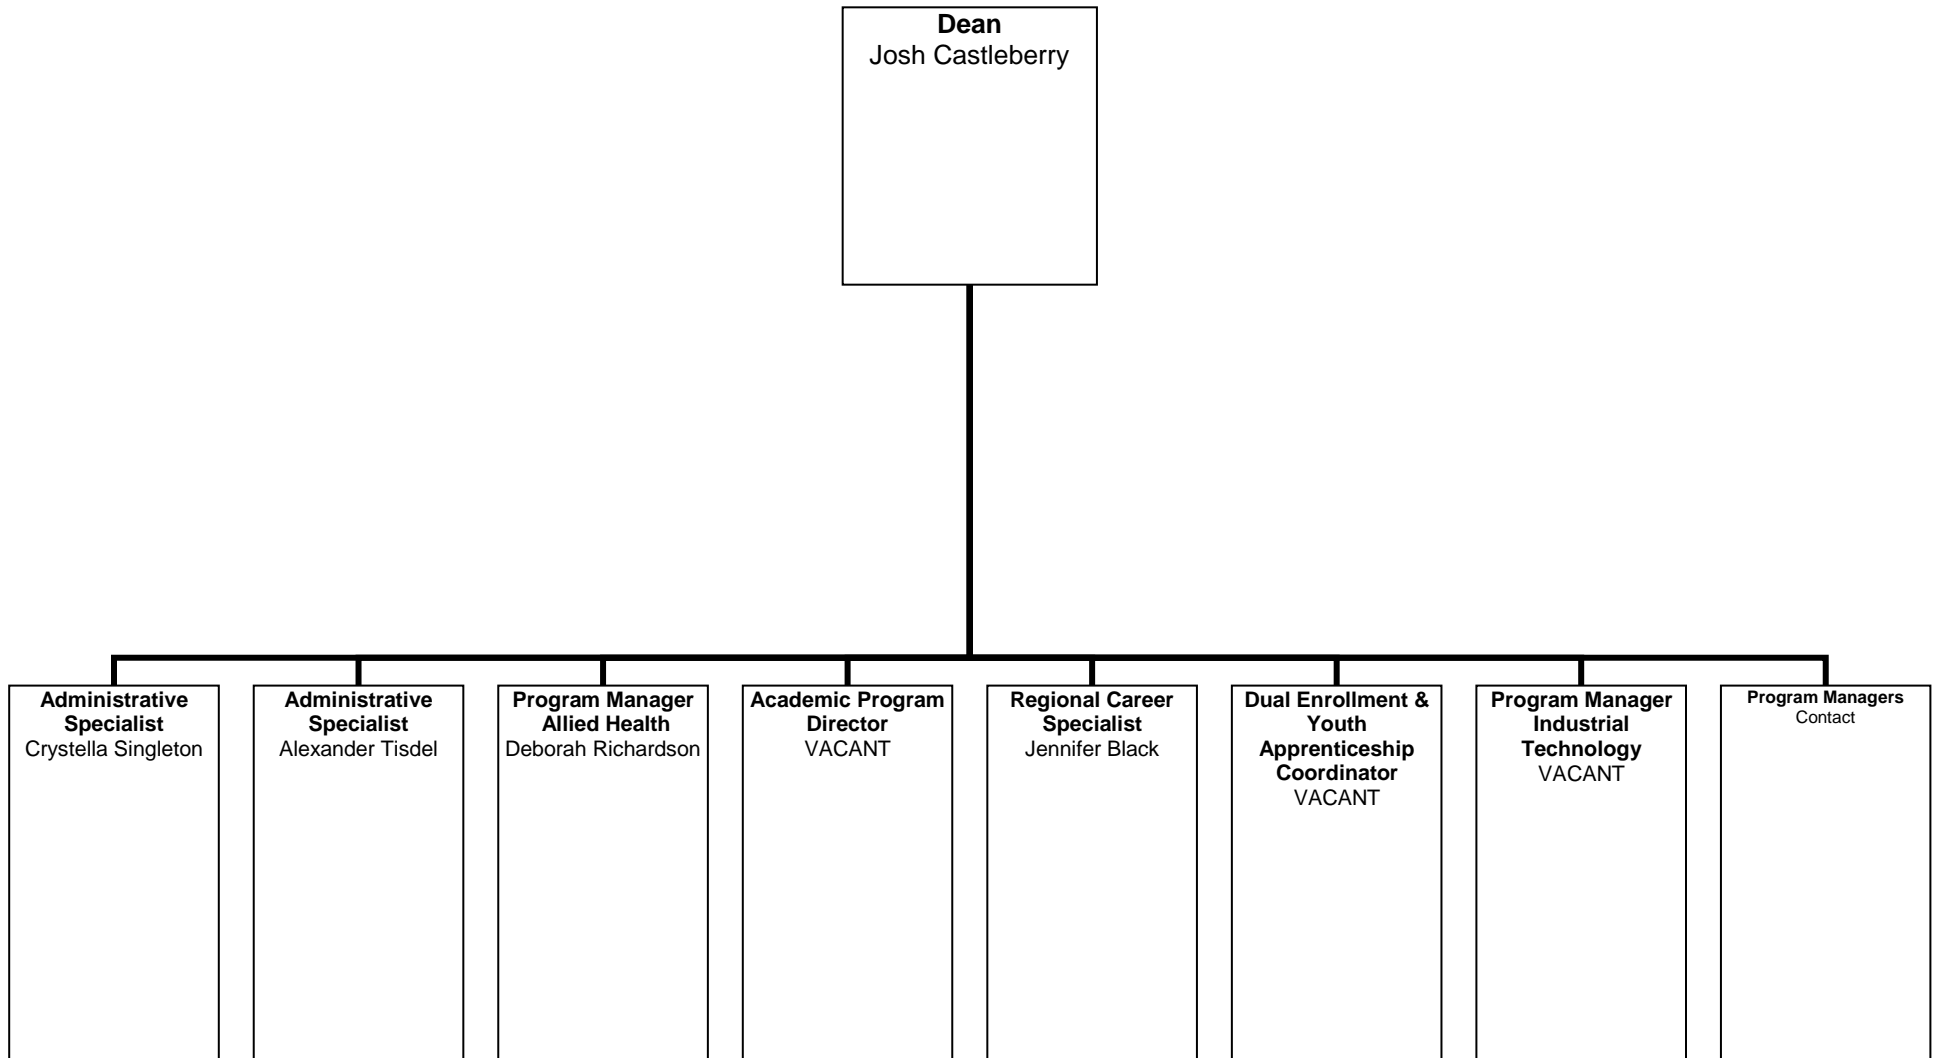 Dean
Josh Castleberry
Administrative
Specialist
Crystella Singleton
Administrative
Specialist
Alexander Tisdel
Program Manager
Allied Health
Deborah Richardson
Academic Program
Director
VACANT
Regional Career
Specialist
Jennifer Black
Dual Enrollment &
Youth
Apprenticeship
Coordinator
VACANT
Program Manager
Industrial
Technology
VACANT
Program Managers
Contact